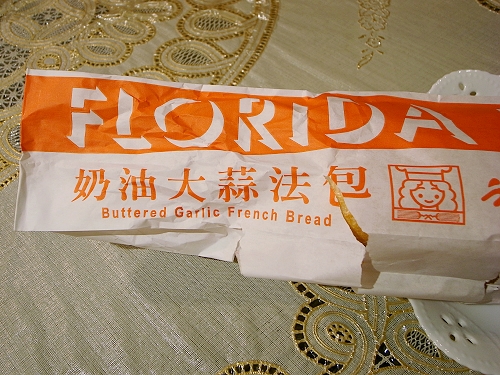 FLORIDA
奶油大蒜法包
Buttered Garlic French Bread